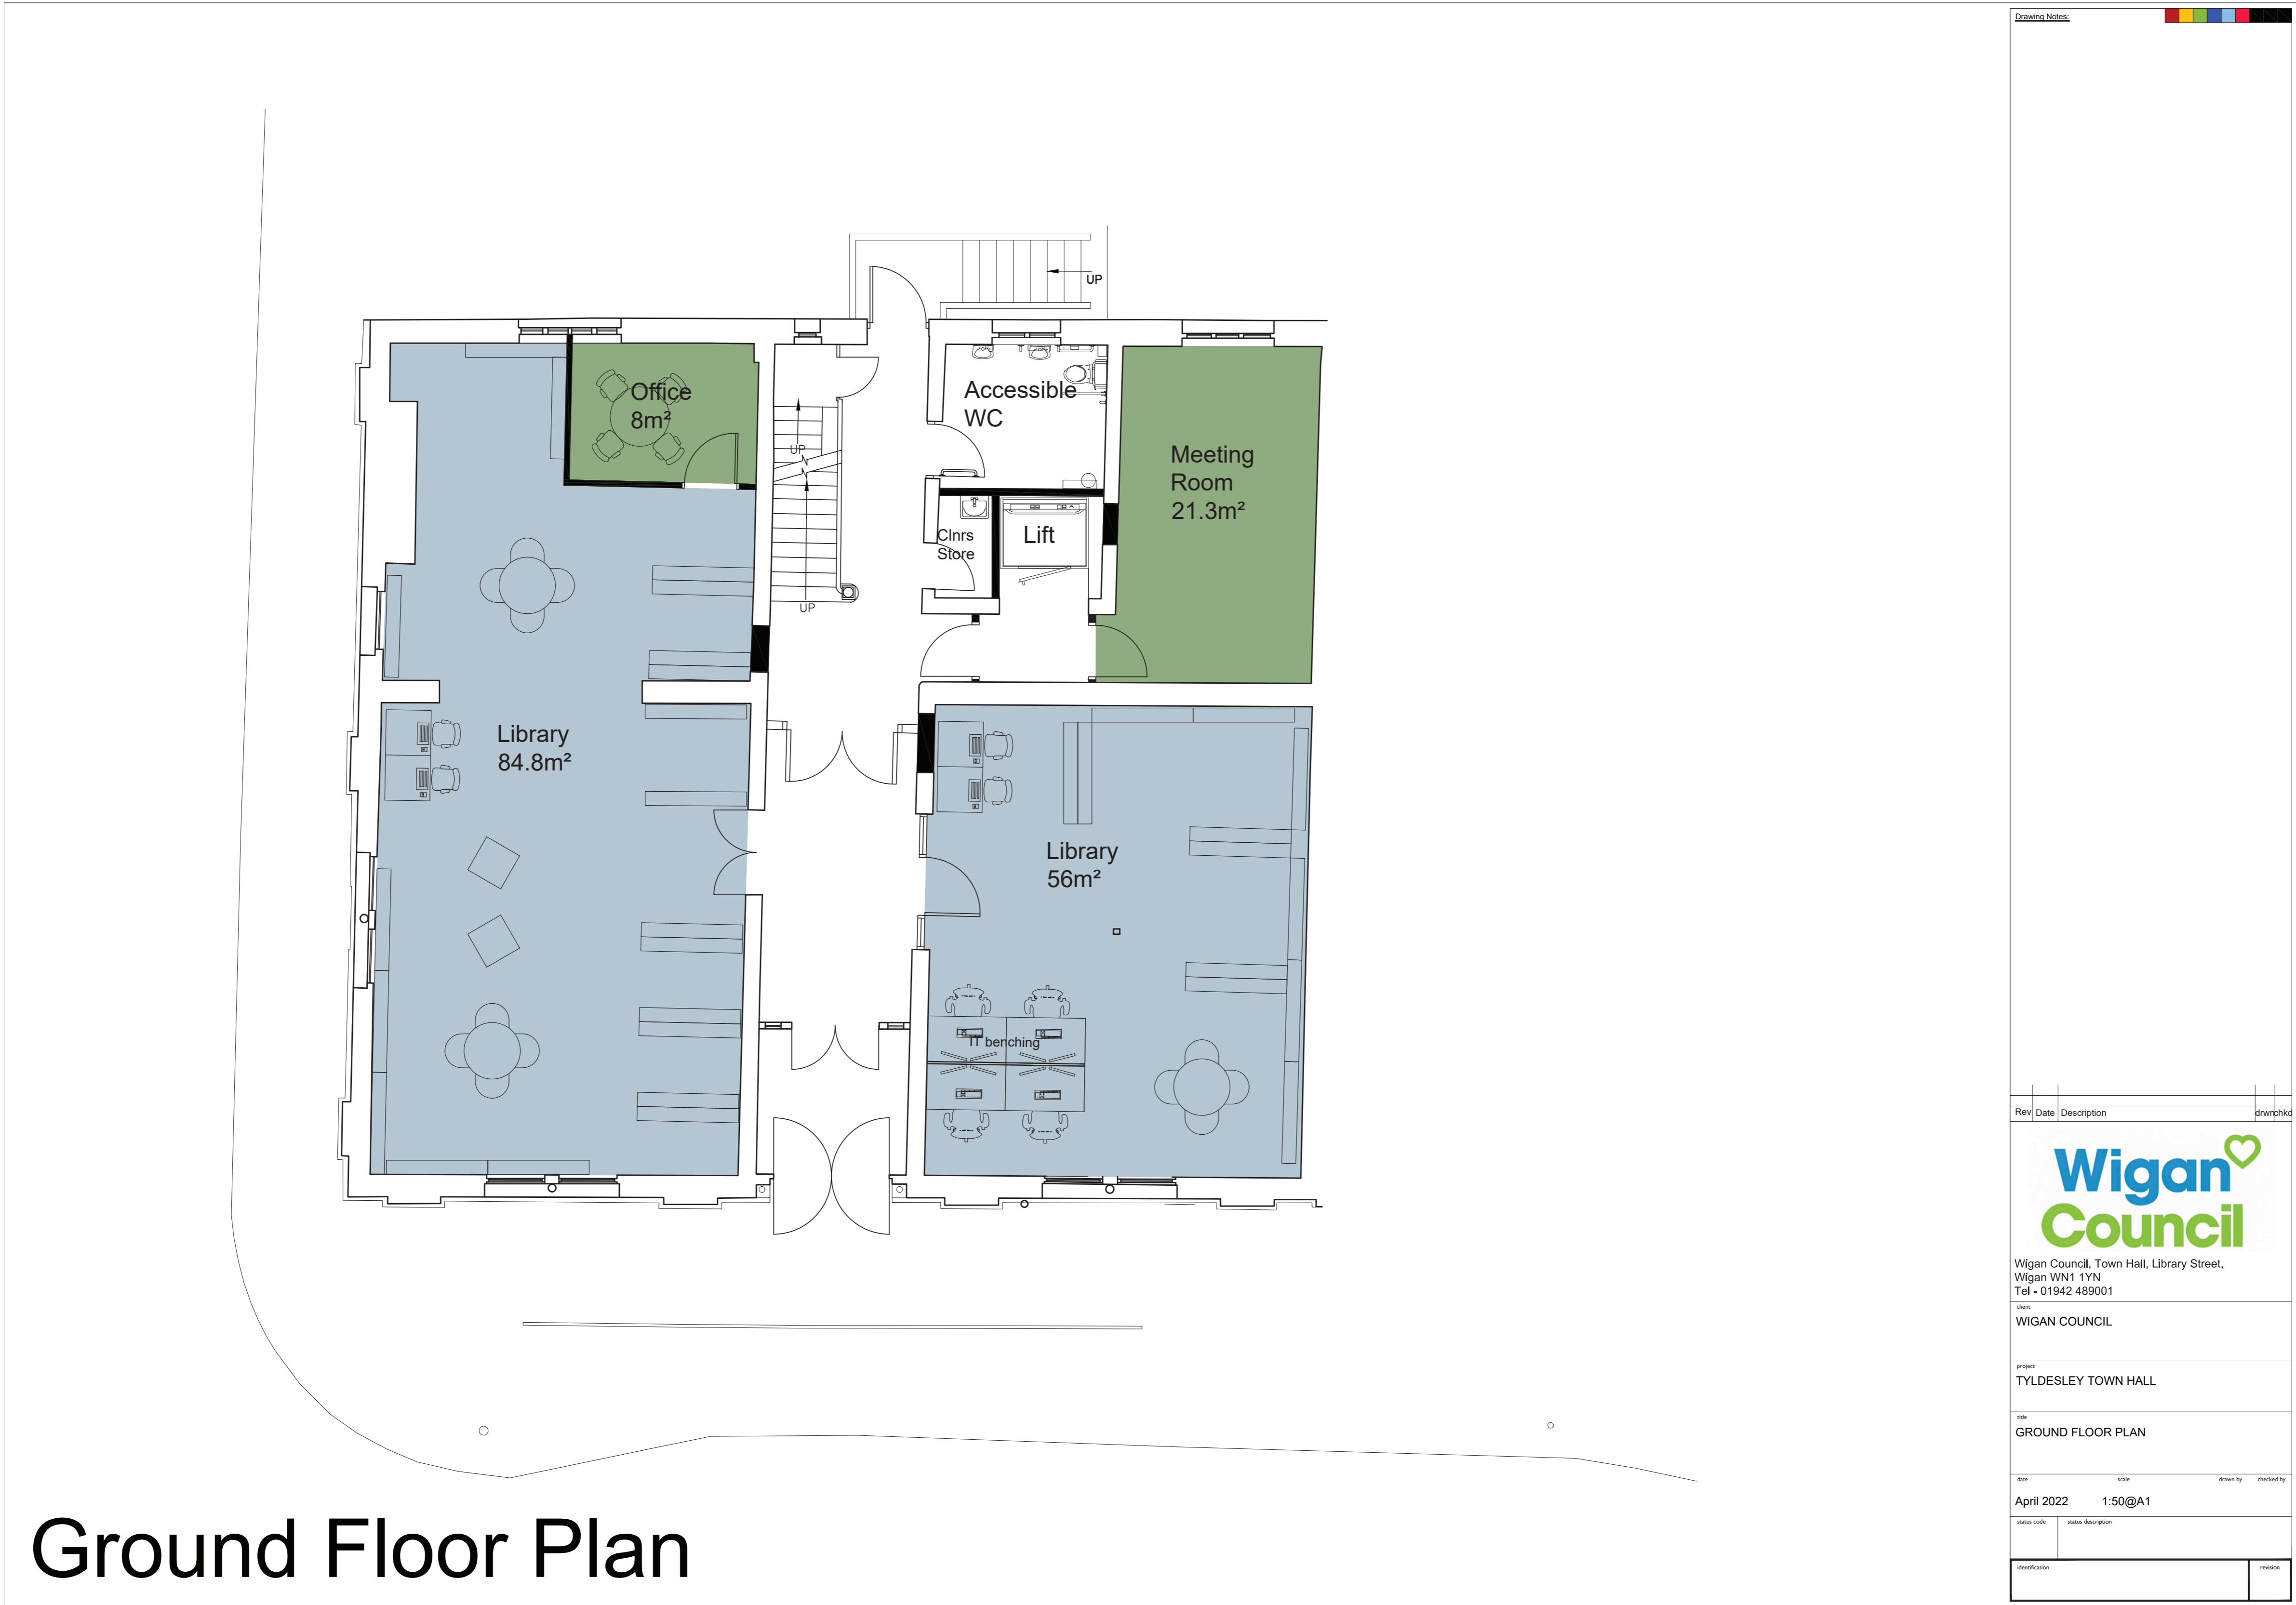 Drawing Notes:
UP
Office
8m²
Accessible
WC
Meeting
Room
21.3m²
UP
Clnrs
Store
Lift
UP
Library
84.8m²
Library
56m²
IT benching
Ground Floor Plan
Rev Date Description drwn chkd
Wigan
Council
Wigan Council, Town Hall, Library Street,
Wigan WN1 1YN
Tel - 01942 489001
client
WIGAN COUNCIL
project
TYLDESLEY TOWN HALL
title
GROUND FLOOR PLAN
date scale drawn by checked by
April 2022 1:50@A1
status code status description
identification revision